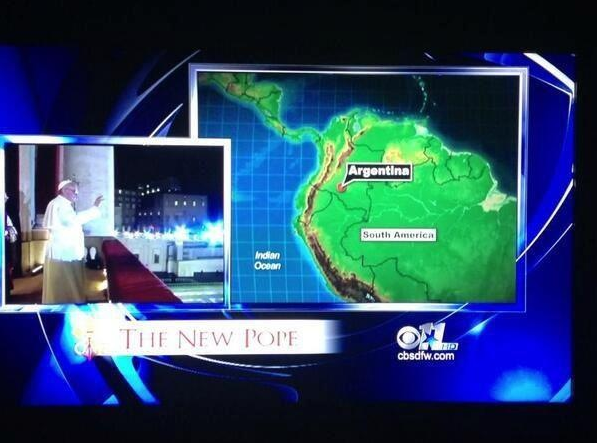 Argentina
South America
Indian
Ocean
THE NEW POPE
11 HD
cbsdfw.com